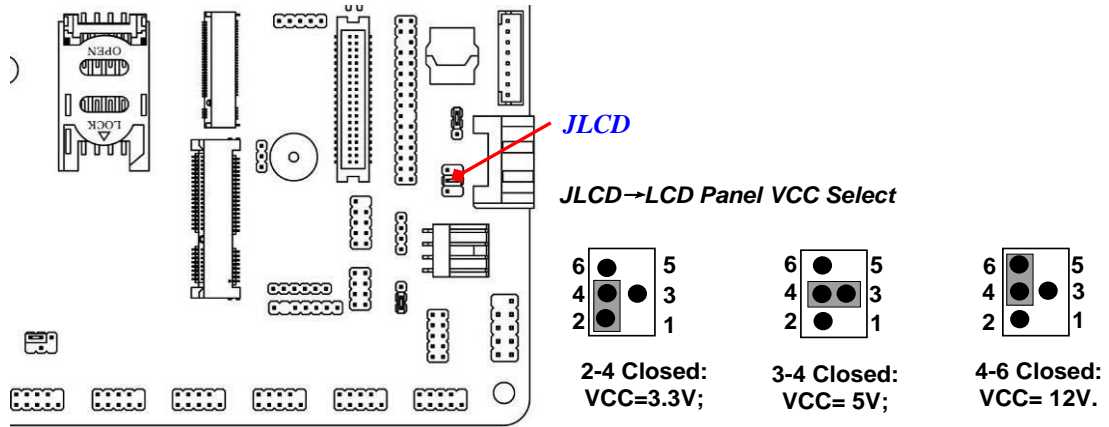 OPEN
LOCK
JLCD
JLCD→LCD Panel VCC Select
6 5
4 3
2 1
2-4 Closed:
VCC=3.3V;
6 5
4 3
2 1
3-4 Closed:
VCC= 5V;
6 5
4 3
2 1
4-6 Closed:
VCC= 12V.